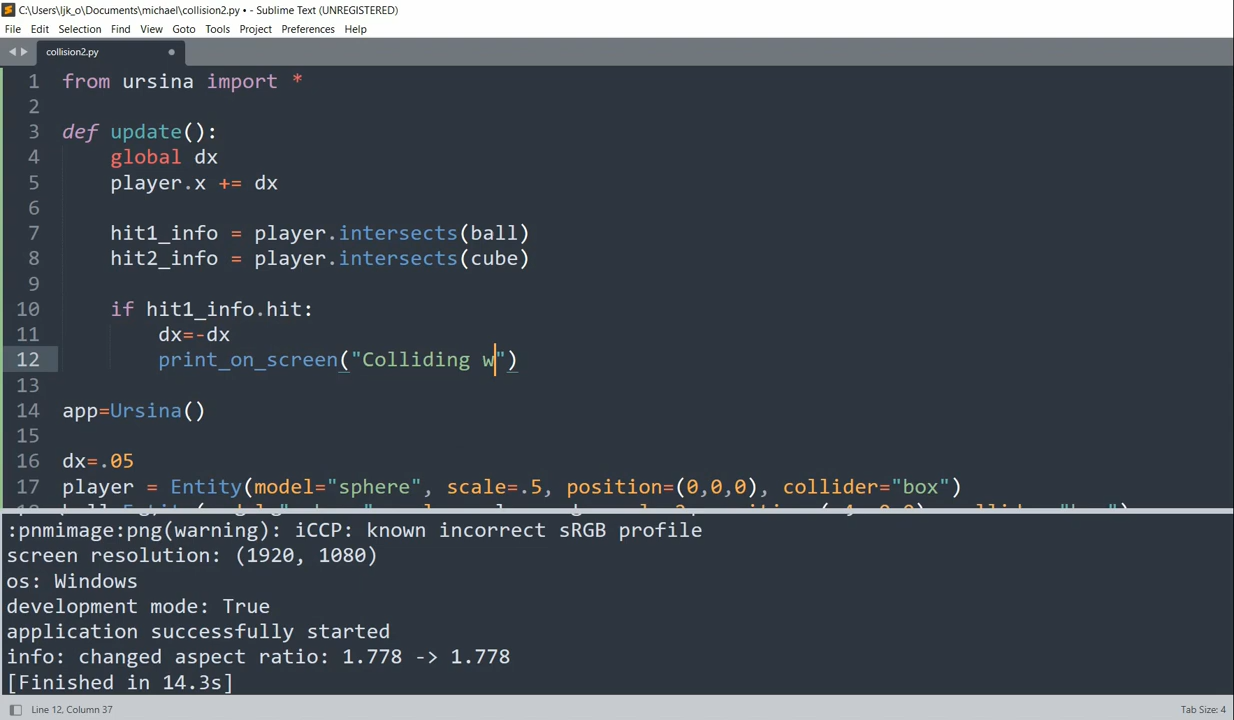 C:\Users\ljk_o\Documents\michael\collision2.py • - Sublime Text (UNREGISTERED)
File Edit Selection Find View Goto Tools Project Preferences Help
collision2.py
1 from ursina import *
2
3 def update():
4 global dx
5 player.x += dx
6
7 hit1_info = player.intersects(ball)
8 hit2_info = player.intersects(cube)
9
10 if hit1_info.hit:
11 dx=-dx
12 print_on_screen("Colliding w")
13
14 app=Ursina()
15
16 dx=.05
17 player = Entity(model="sphere", scale=.5, position=(0,0,0), collider="box")
:pnmimage:png(warning): iCCP: known incorrect sRGB profile
screen resolution: (1920, 1080)
os: Windows
development mode: True
application successfully started
info: changed aspect ratio: 1.778 -> 1.778
[Finished in 14.3s]
Line 12, Column 37 Tab Size: 4